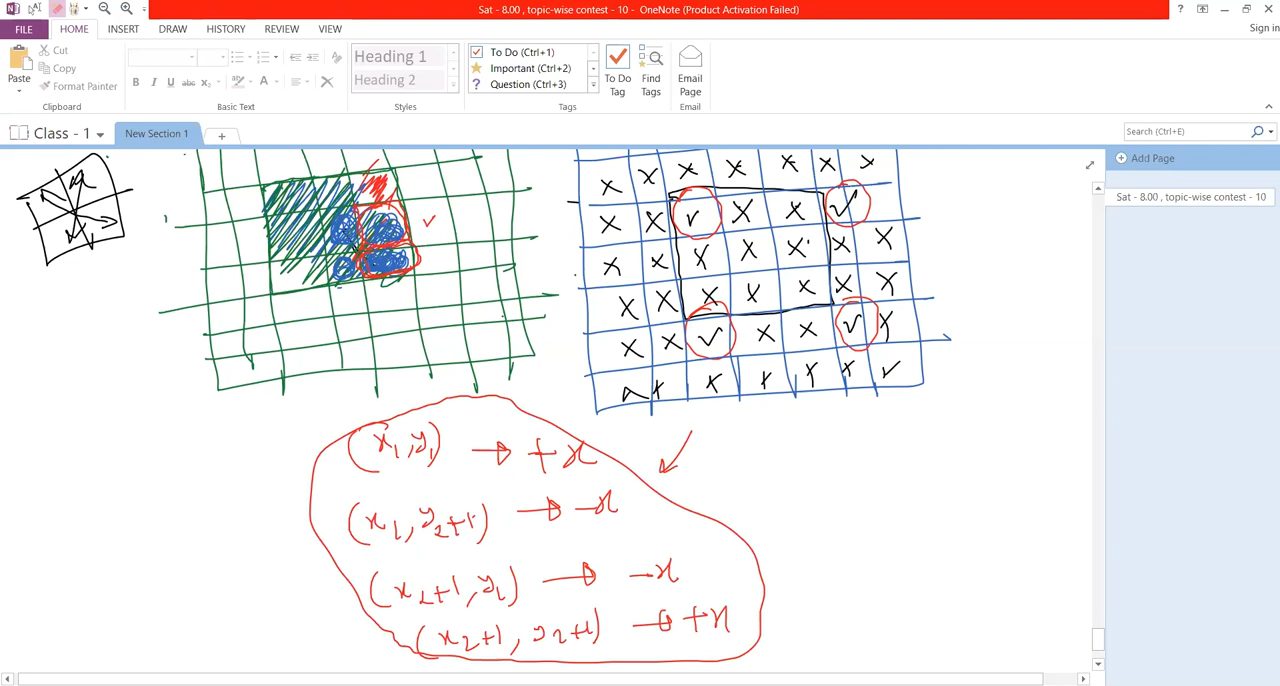 Sat - 8.00 , topic-wise contest - 10 - OneNote (Product Activation Failed)
FILE HOME INSERT DRAW HISTORY REVIEW VIEW
Sign in
Paste
Cut
Copy
Format Painter
Clipboard
B I U abc x₂ A
Basic Text
Heading 1
Heading 2
Styles
To Do (Ctrl+1)
Important (Ctrl+2)
Question (Ctrl+3)
Tags
To Do Tag
Find Tags
Email Page
Email
Class - 1
New Section 1
Search (Ctrl+E)
Add Page
Sat - 8.00 , topic-wise contest - 10
(x₁, y₁) → +x
(x₁, y₂+1) → -x
(x₂+1, y₁) → -x
(x₂+1, y₂+1) → +x